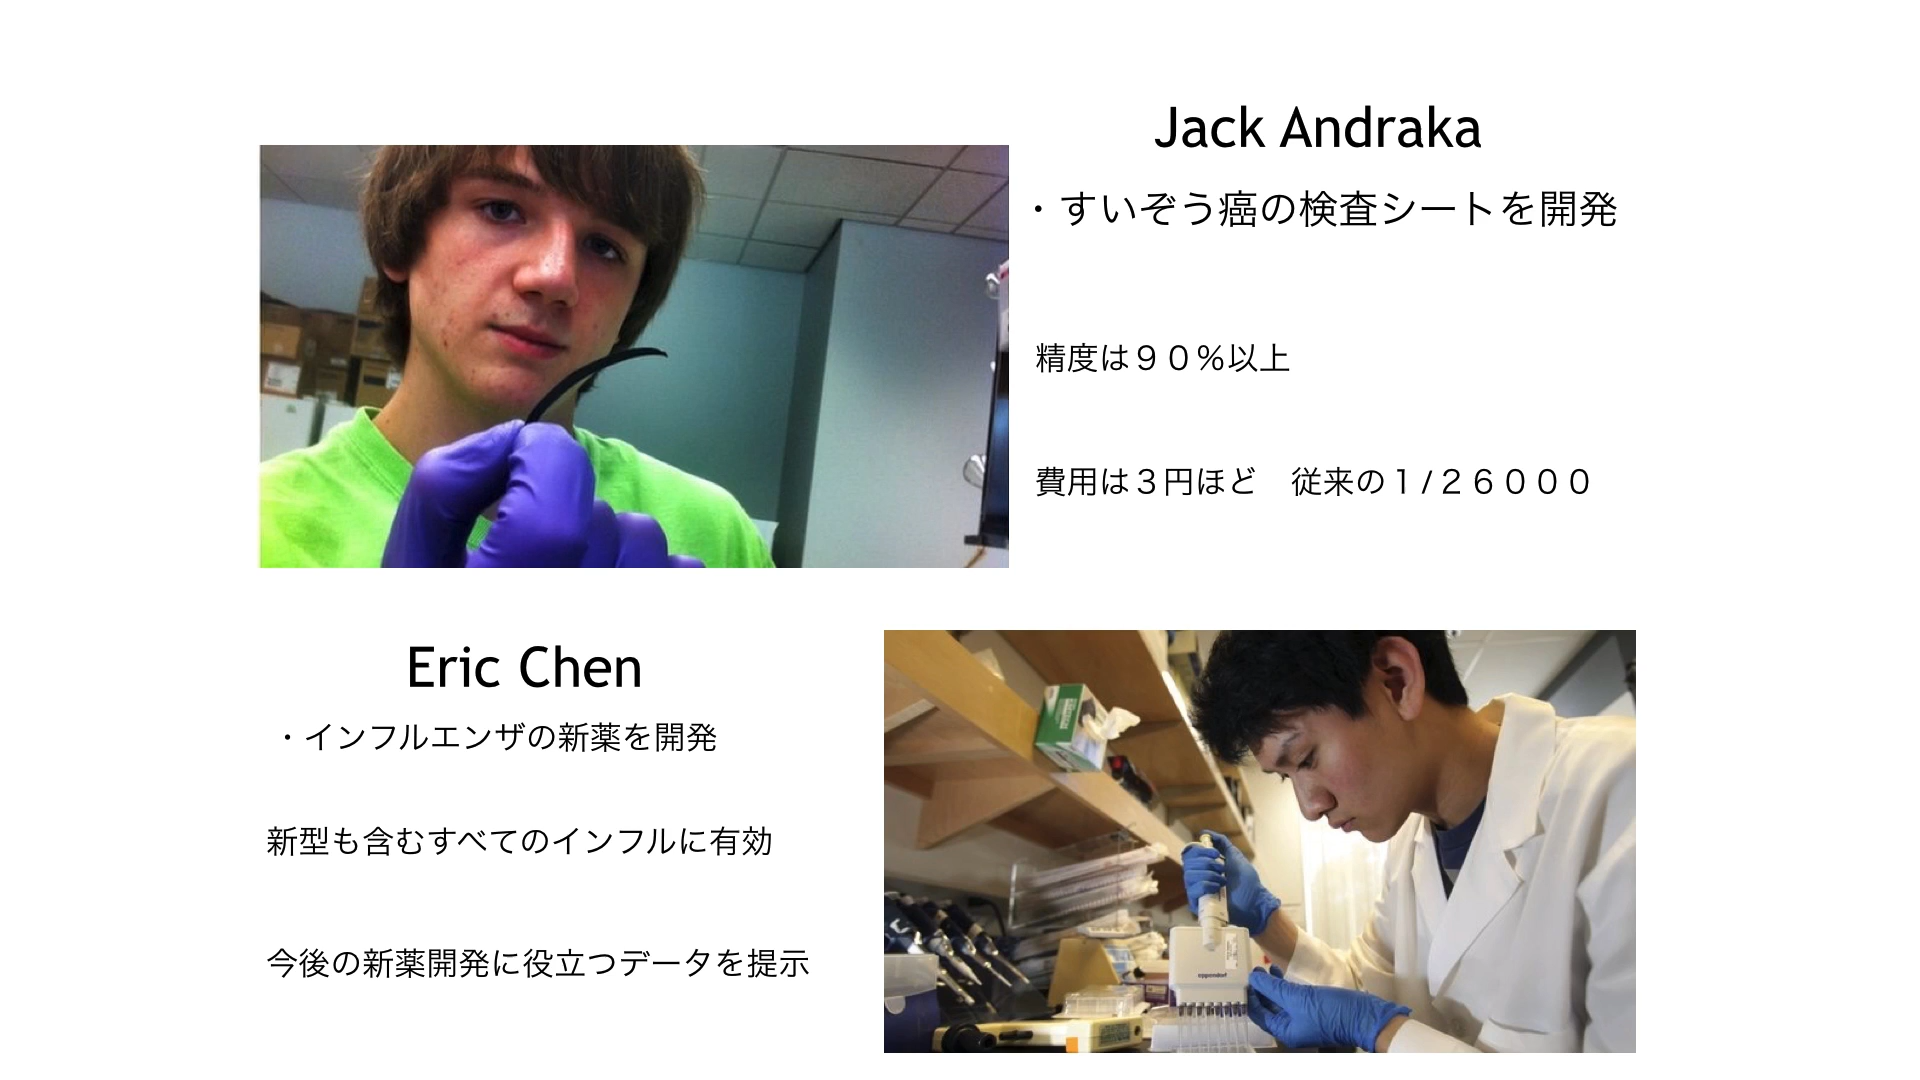 Jack Andraka
・すいぞう癌の検査シートを開発
精度は９０％以上
費用は３円ほど　従来の１/２６０００
Eric Chen
・インフルエンザの新薬を開発
新型も含むすべてのインフルに有効
今後の新薬開発に役立つデータを提示
eppendorf